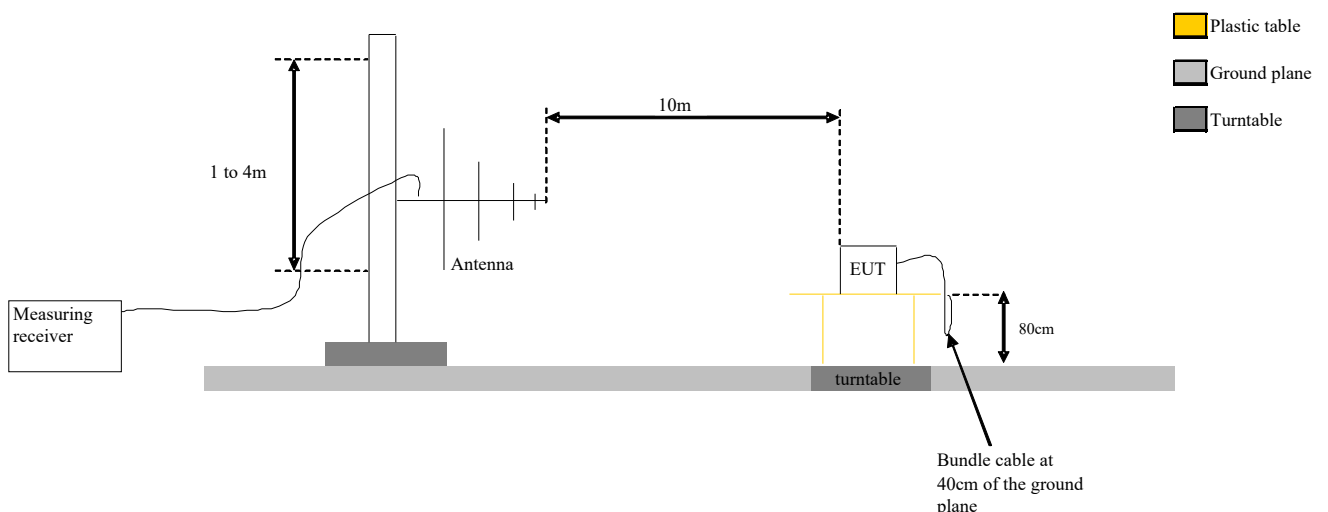 Plastic table
Ground plane
Turntable
10m
1 to 4m
Antenna
EUT
Measuring
receiver
80cm
turntable
Bundle cable at
40cm of the ground
plane